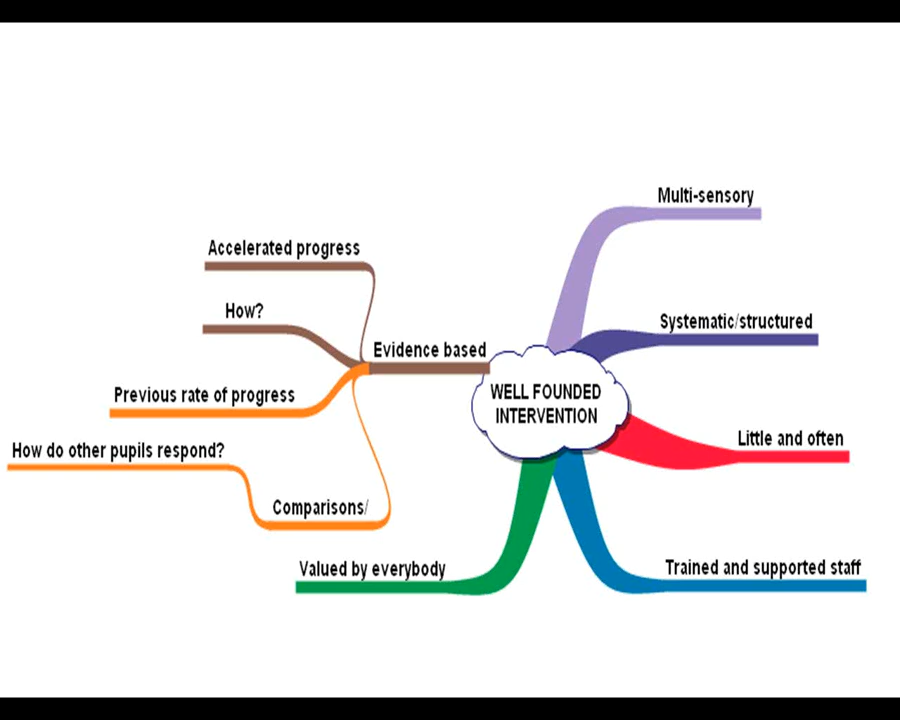 Multi-sensory
Accelerated progress
How?
Systematic/structured
Evidence based
WELL FOUNDED
INTERVENTION
Previous rate of progress
Little and often
How do other pupils respond?
Comparisons/
Valued by everybody
Trained and supported staff